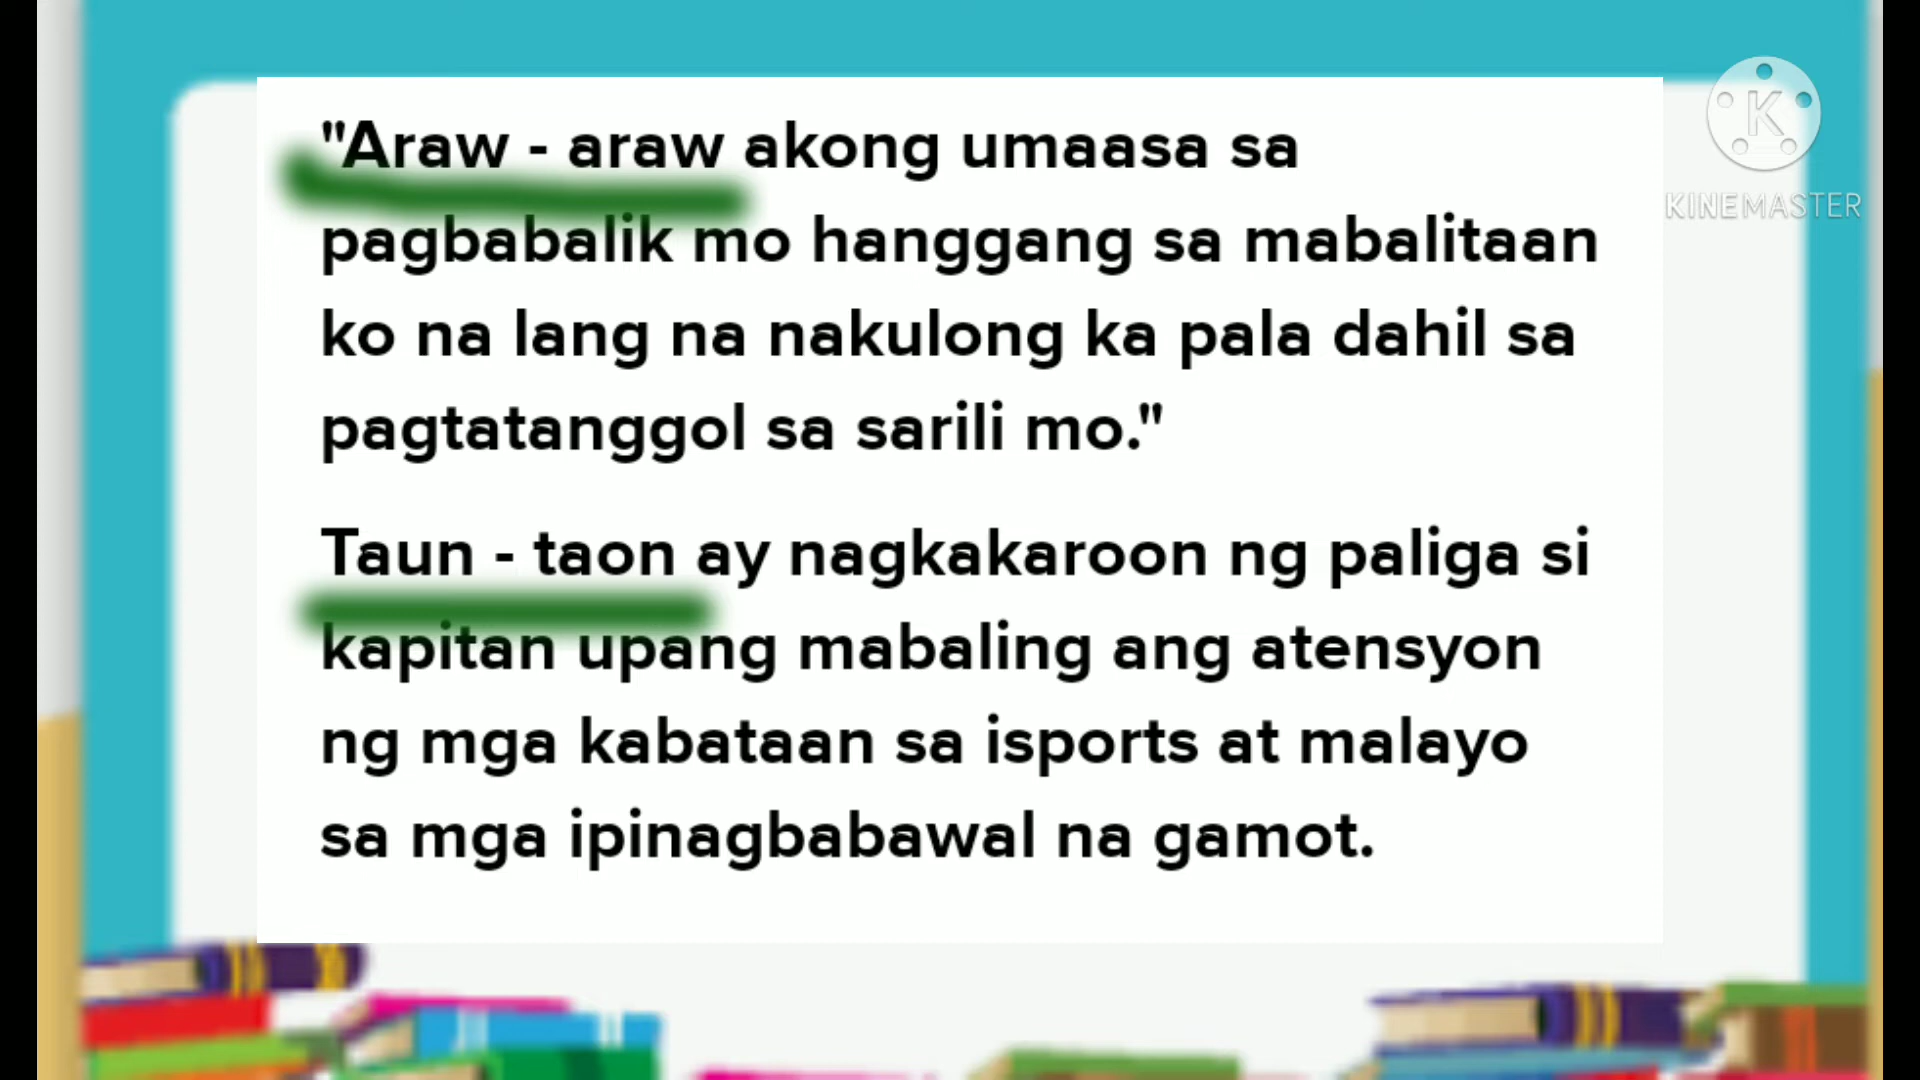 "Araw - araw akong umaasa sa
pagbabalik mo hanggang sa mabalitaan
ko na lang na nakulong ka pala dahil sa
pagtatanggol sa sarili mo."
Taun - taon ay nagkakaroon ng paliga si
kapitan upang mabaling ang atensyon
ng mga kabataan sa isports at malayo
sa mga ipinagbabawal na gamot.
K
KINEMASTER